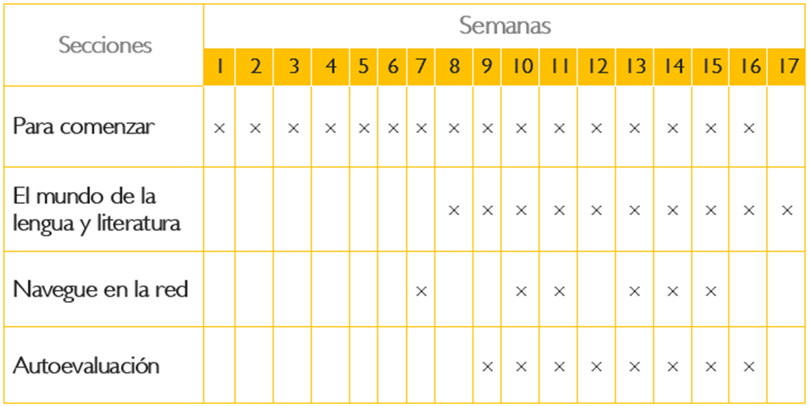 Secciones
Semanas
1 2 3 4 5 6 7 8 9 10 11 12 13 14 15 16 17
Para comenzar × × × × × × × × × × × × × × × ×
El mundo de la
lengua y literatura × × × × × × × × × ×
Navegue en la red × × × × × ×
Autoevaluación × × × × × × × ×